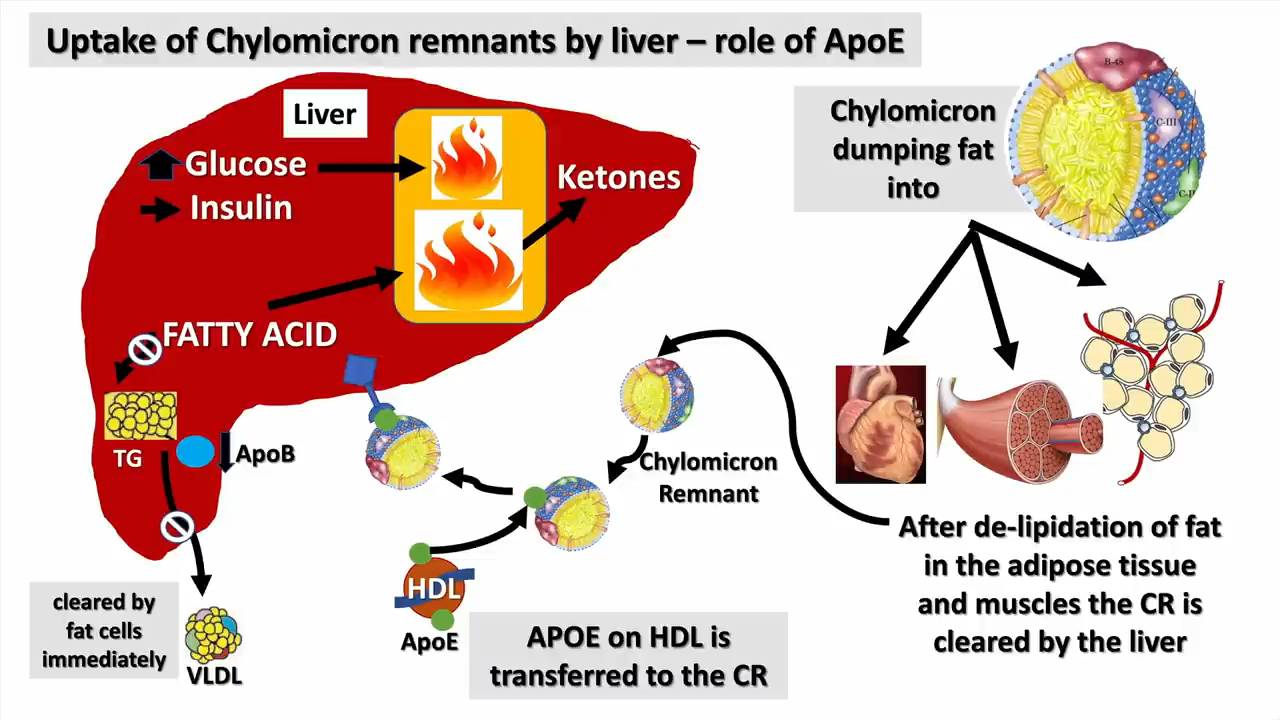 Uptake of Chylomicron remnants by liver – role of ApoE
Liver
Glucose
Insulin
Ketones
FATTY ACID
TG
ApoB
cleared by
fat cells
immediately
VLDL
HDL
ApoE
APOE on HDL is
transferred to the CR
Chylomicron
Remnant
Chylomicron
dumping fat
into
B-48
C-III
C-II
After de-lipidation of fat
in the adipose tissue
and muscles the CR is
cleared by the liver